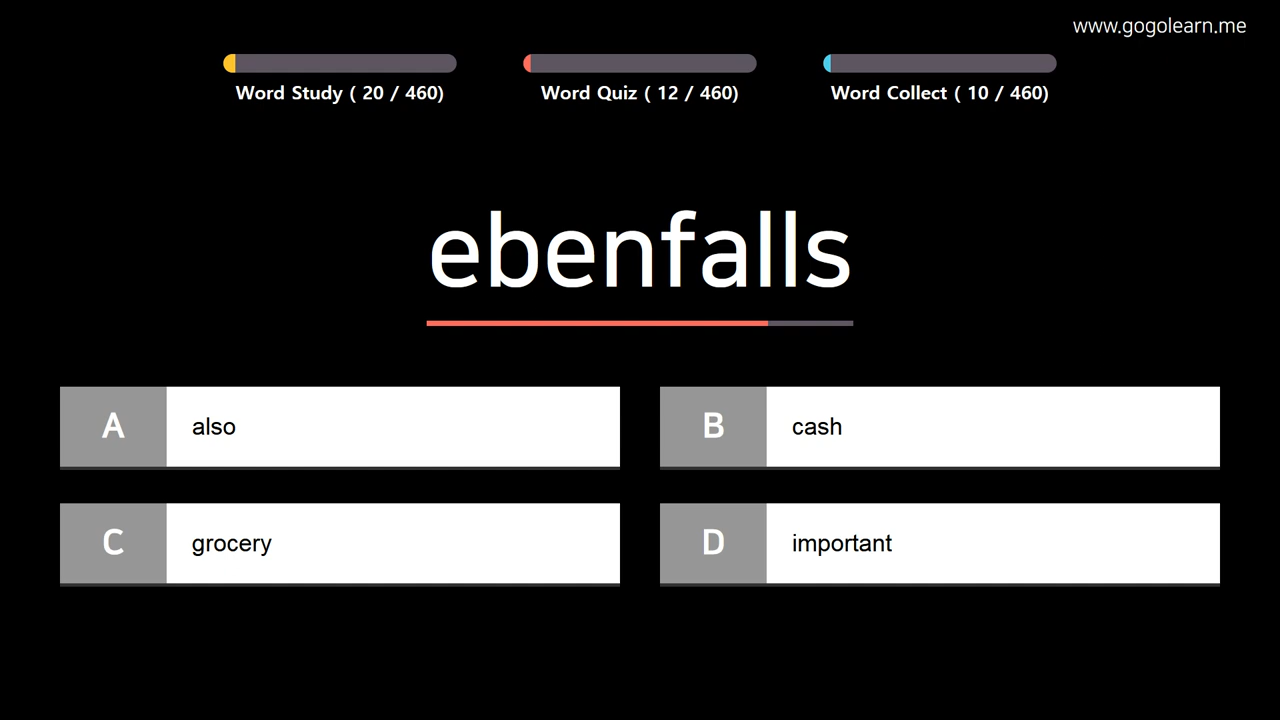 www.gogolearn.me
Word Study ( 20 / 460)
Word Quiz ( 12 / 460)
Word Collect ( 10 / 460)
ebenfalls
A also
B cash
C grocery
D important